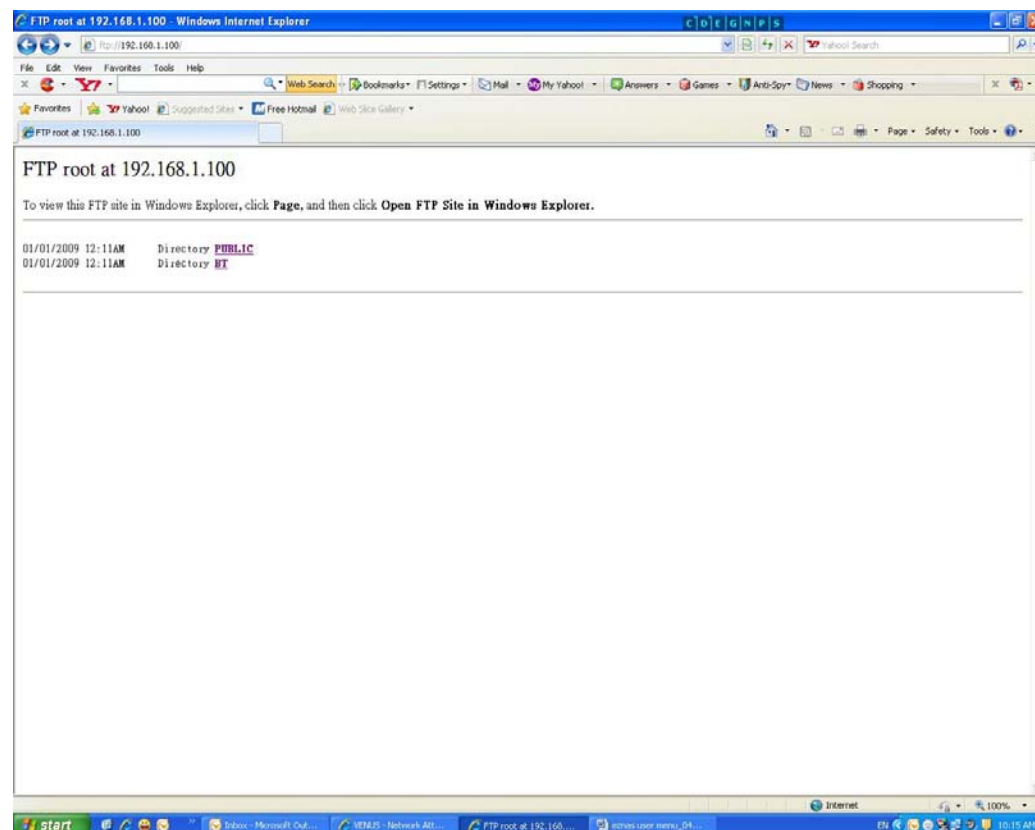 FTP root at 192.168.1.100 - Windows Internet Explorer
C D E G N P S
ftp://192.168.1.100/
Yahoo! Search
File Edit View Favorites Tools Help
Web Search Bookmarks Settings Mail My Yahoo! Answers Games Anti-Spy News Shopping
Favorites Yahoo! Suggested Sites Free Hotmail Web Slice Gallery
FTP root at 192.168.1.100
Page Safety Tools
FTP root at 192.168.1.100
To view this FTP site in Windows Explorer, click Page, and then click Open FTP Site in Windows Explorer.
01/01/2009 12:11AM Directory PUBLIC
01/01/2009 12:11AM Directory BT
Internet 100%
start Inbox - Microsoft Out... VENUS - Network Att... FTP root at 192.168.... user menu_04... EN 10:15 AM